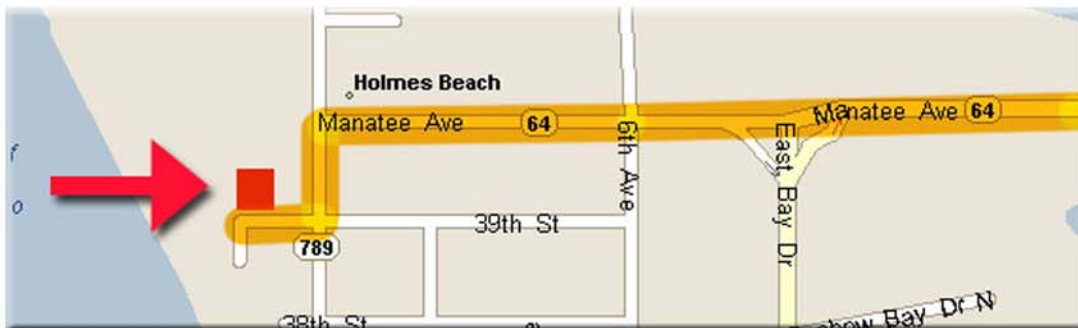 Holmes Beach
Manatee Ave
64
Ma
Manatee Ave
64
6th Ave
East Bay Dr
f
o
39th St
789
38th St
Bay Dr N